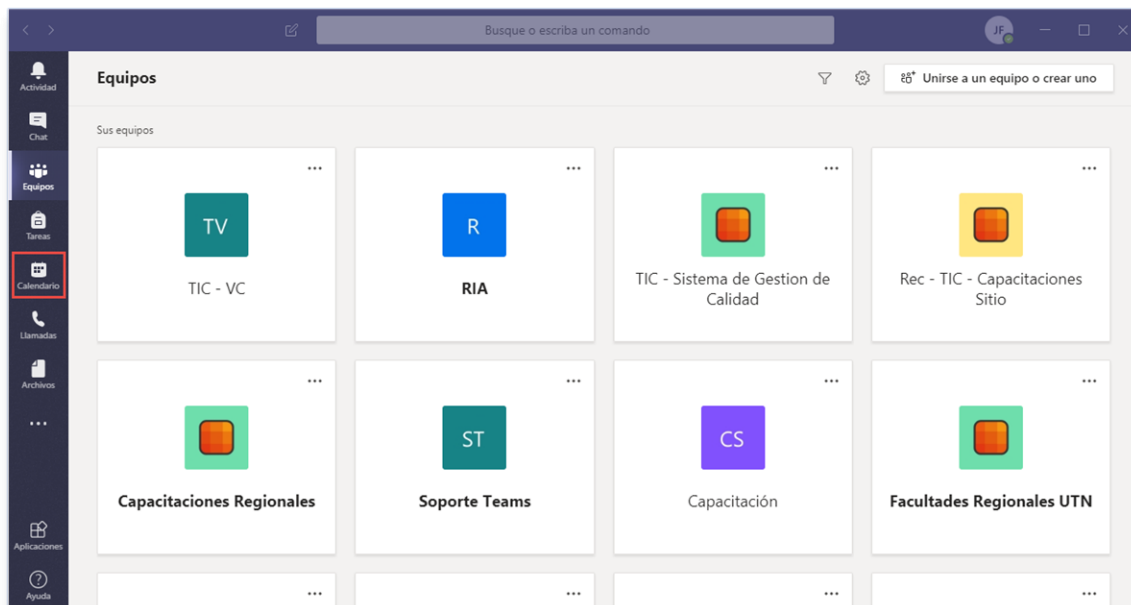 Busque o escriba un comando
JF
Actividad
Chat
Equipos
Tareas
Calendario
Llamadas
Archivos
Aplicaciones
Ayuda
Equipos
Unirse a un equipo o crear uno
Sus equipos
TV
TIC - VC
R
RIA
TIC - Sistema de Gestion de
Calidad
Rec - TIC - Capacitaciones
Sitio
Capacitaciones Regionales
ST
Soporte Teams
CS
Capacitación
Facultades Regionales UTN